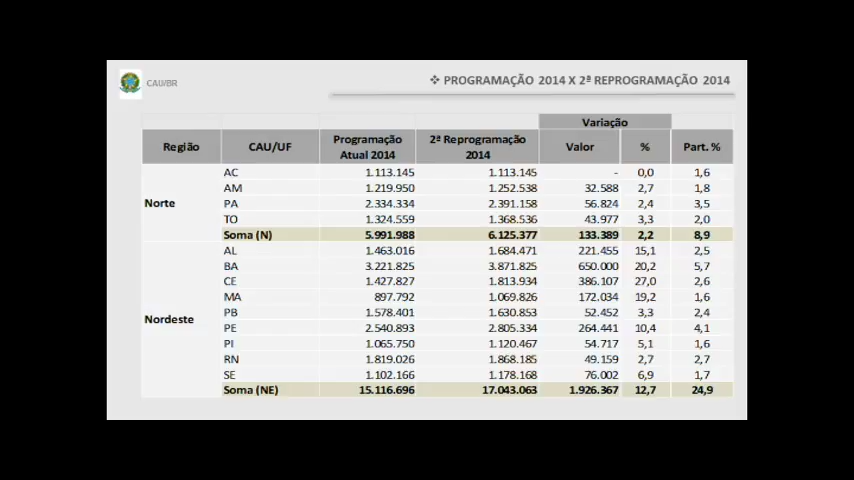 CAU/BR
❖ PROGRAMAÇÃO 2014 X 2ª REPROGRAMAÇÃO 2014
Variação
Região CAU/UF Programação Atual 2014 2ª Reprogramação 2014 Valor % Part. %
Norte
AC 1.113.145 1.113.145 - 0,0 1,6
AM 1.219.950 1.252.538 32.588 2,7 1,8
PA 2.334.334 2.391.158 56.824 2,4 3,5
TO 1.324.559 1.368.536 43.977 3,3 2,0
Soma (N) 5.991.988 6.125.377 133.389 2,2 8,9
Nordeste
AL 1.463.016 1.684.471 221.455 15,1 2,5
BA 3.221.825 3.871.825 650.000 20,2 5,7
CE 1.427.827 1.813.934 386.107 27,0 2,6
MA 897.792 1.069.826 172.034 19,2 1,6
PB 1.578.401 1.630.853 52.452 3,3 2,4
PE 2.540.893 2.805.334 264.441 10,4 4,1
PI 1.065.750 1.120.467 54.717 5,1 1,6
RN 1.819.026 1.868.185 49.159 2,7 2,7
SE 1.102.166 1.178.168 76.002 6,9 1,7
Soma (NE) 15.116.696 17.043.063 1.926.367 12,7 24,9